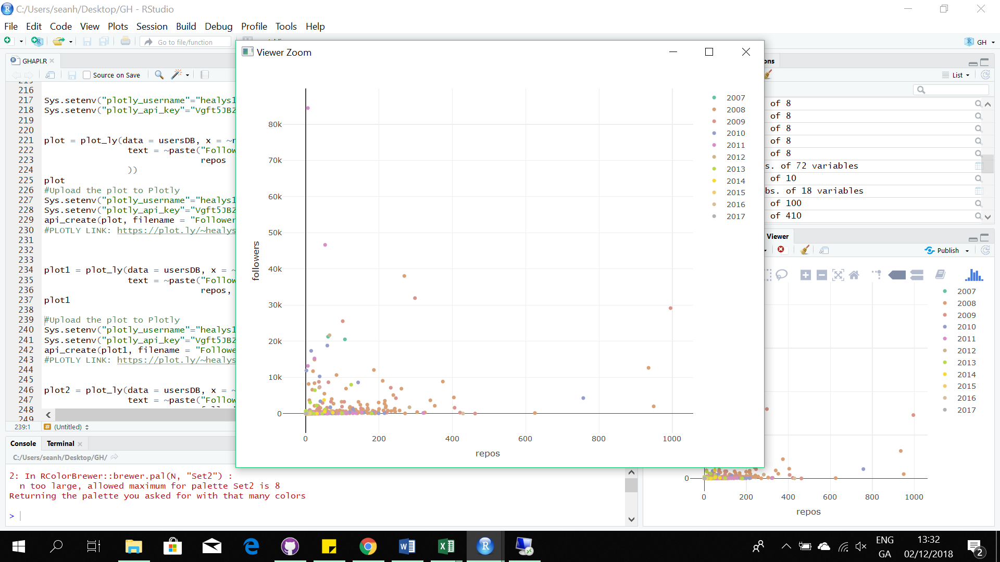 C:/Users/seanh/Desktop/GH - RStudio
File Edit Code View Plots Session Build Debug Profile Tools Help
Go to file/function
GH
GHAPI.R
Source on Save
216
217 Sys.setenv("plotly_username"="healys1
218 Sys.setenv("plotly_api_key"="Vgft5JBZ
219
220
221 plot = plot_ly(data = usersDB, x = ~
222 text = ~paste("Follow
223 repos
224 ))
225 plot
226 #Upload the plot to Plotly
227 Sys.setenv("plotly_username"="healys1
228 Sys.setenv("plotly_api_key"="Vgft5JBZ
229 api_create(plot, filename = "Follower
230 #PLOTLY LINK: https://plot.ly/~healys
231
232
233
234 plot1 = plot_ly(data = usersDB, x = ~
235 text = ~paste("Follow
236 repos,
237 plot1
238
239 #Upload the plot to Plotly
240 Sys.setenv("plotly_username"="healys1
241 Sys.setenv("plotly_api_key"="Vgft5JBZ
242 api_create(plot1, filename = "Followe
243 #PLOTLY LINK: https://plot.ly/~healys
244
245
246 plot2 = plot_ly(data = usersDB, x = ~
247 text = ~paste("Follow
248
249
239:1 (Untitled)
Console Terminal
C:/Users/seanh/Desktop/GH/
2: In RColorBrewer::brewer.pal(N, "Set2") :
n too large, allowed maximum for palette Set2 is 8
Returning the palette you asked for with that many colors
>
Viewer Zoom
80k
70k
60k
50k
40k
30k
20k
10k
0
followers
0 200 400 600 800 1000
repos
2007
2008
2009
2010
2011
2012
2013
2014
2015
2016
2017
ons
List
of 8
of 8
of 8
of 8
of 8
s. of 72 variables
of 10
bs. of 18 variables
of 100
of 410
Viewer
Publish
2007
2008
2009
2010
2011
2012
2013
2014
2015
2016
2017
0
0 200 400 600 800 1000
repos
ENG
GA
13:32
02/12/2018
2